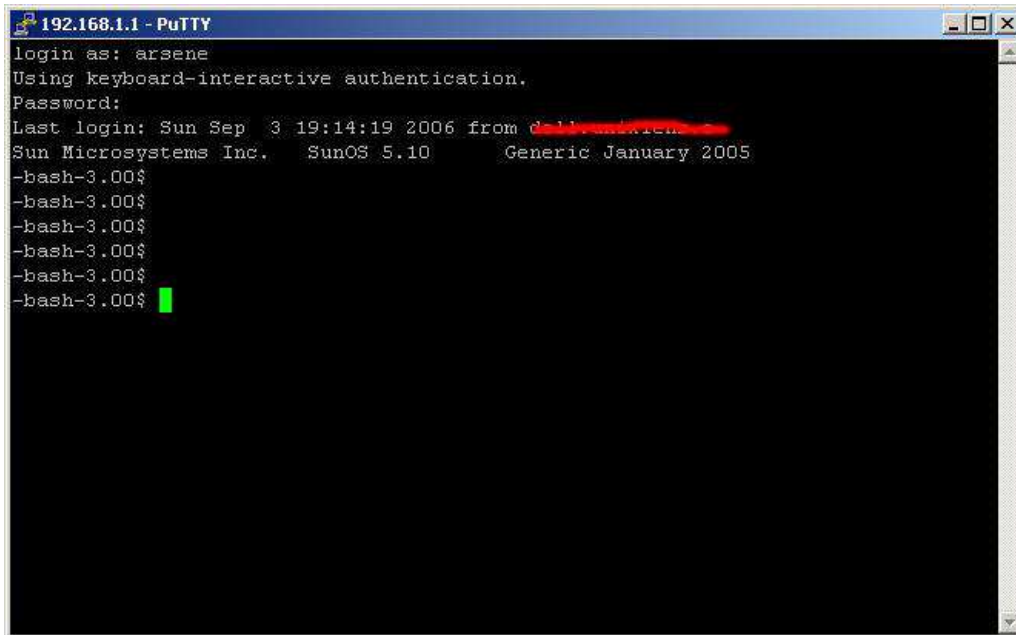 192.168.1.1 - PuTTY
login as: arsene
Using keyboard-interactive authentication.
Password:
Last login: Sun Sep  3 19:14:19 2006 from
Sun Microsystems Inc.   SunOS 5.10       Generic January 2005
-bash-3.00$
-bash-3.00$
-bash-3.00$
-bash-3.00$
-bash-3.00$
-bash-3.00$